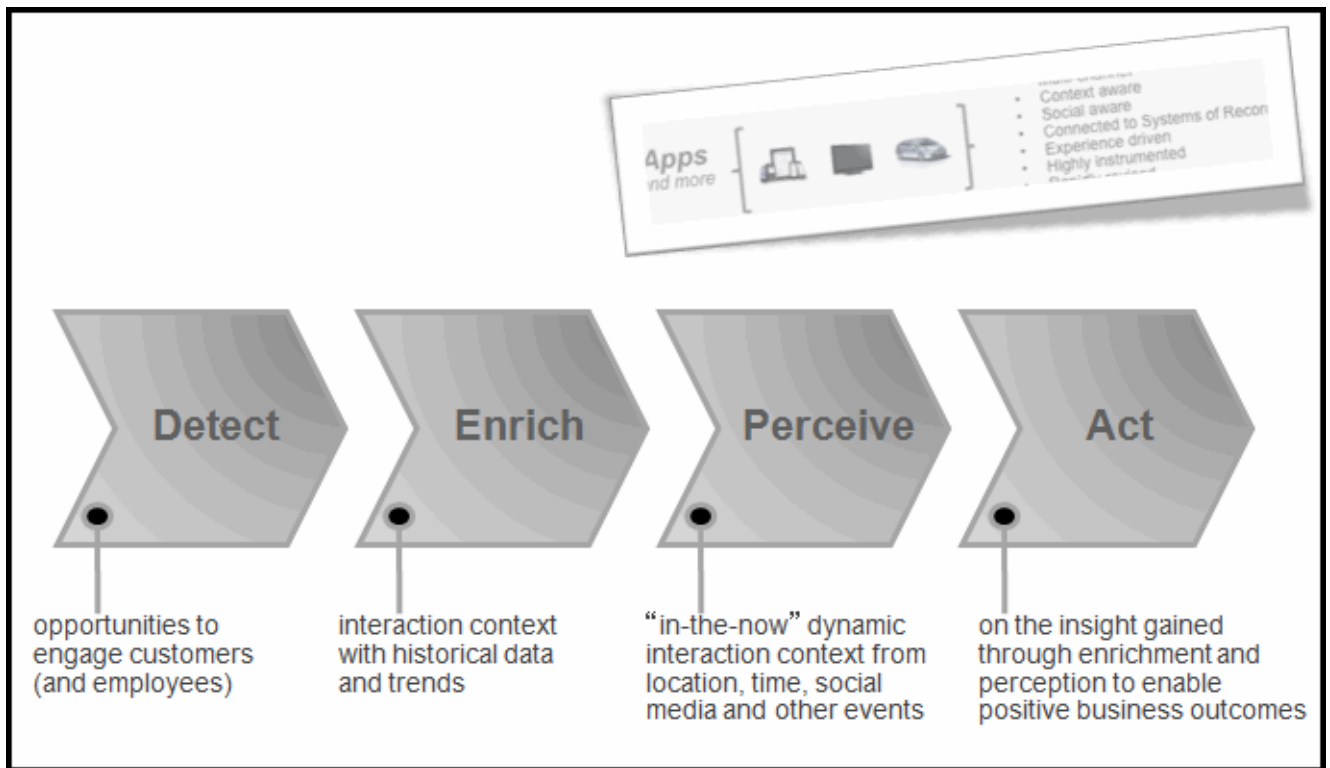 Apps
and more
• Context aware
• Social aware
• Connected to Systems of Recor
• Experience driven
• Highly instrumented
Detect
Enrich
Perceive
Act
opportunities to
engage customers
(and employees)
interaction context
with historical data
and trends
“in-the-now” dynamic
interaction context from
location, time, social
media and other events
on the insight gained
through enrichment and
perception to enable
positive business outcomes